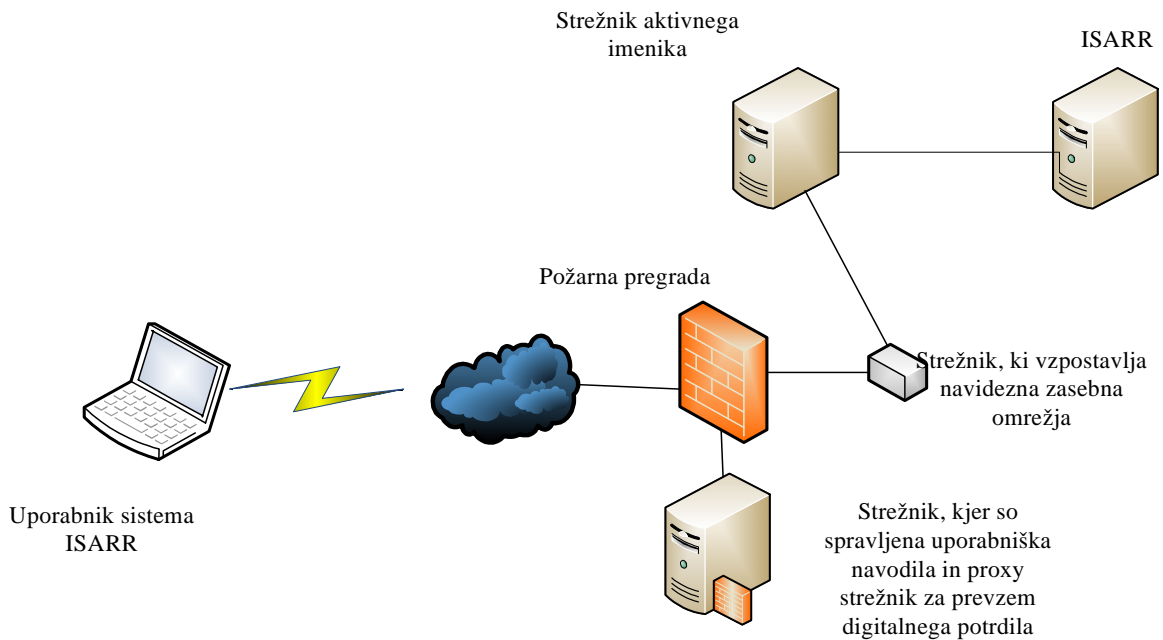 Strežnik aktivnega
imenika
ISARR
Požarna pregrada
Strežnik, ki vzpostavlja
navidezna zasebna
omrežja
Uporabnik sistema
ISARR
Strežnik, kjer so
spravljena uporabniška
navodila in proxy
strežnik za prevzem
digitalnega potrdila